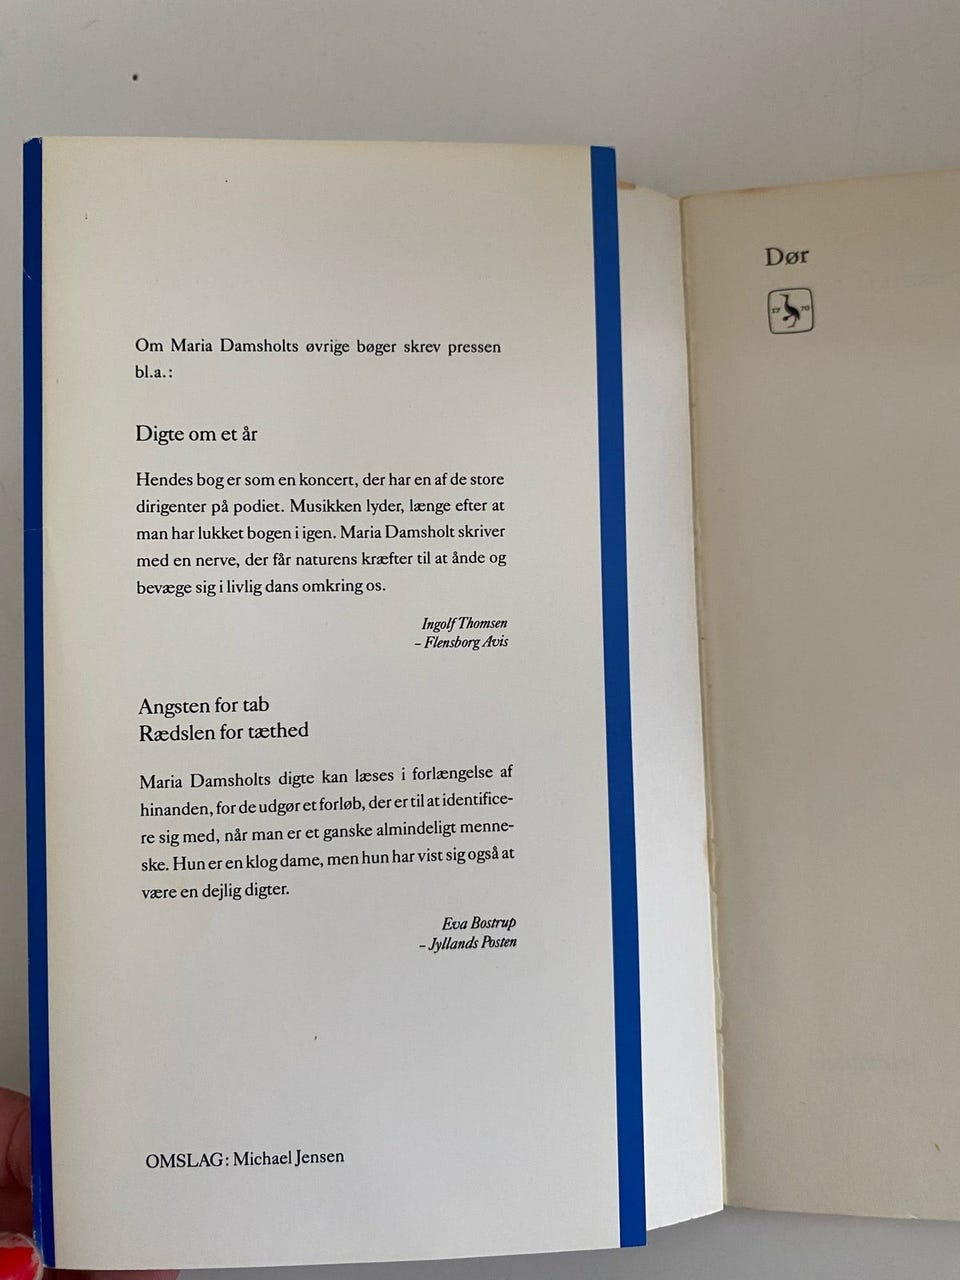 Om Maria Damsholts øvrige bøger skrev pressen
bl.a.:
Digte om et år
Hendes bog er som en koncert, der har en af de store
dirigenter på podiet. Musikken lyder, længe efter at
man har lukket bogen i igen. Maria Damsholt skriver
med en nerve, der får naturens kræfter til at ånde og
bevæge sig i livlig dans omkring os.
Ingolf Thomsen
– Flensborg Avis
Angsten for tab
Rædslen for tæthed
Maria Damsholts digte kan læses i forlængelse af
hinanden, for de udgør et forløb, der er til at identifice-
re sig med, når man er et ganske almindeligt menne-
ske. Hun er en klog dame, men hun har vist sig også at
være en dejlig digter.
Eva Bostrup
– Jyllands Posten
OMSLAG: Michael Jensen
Dør
17 70